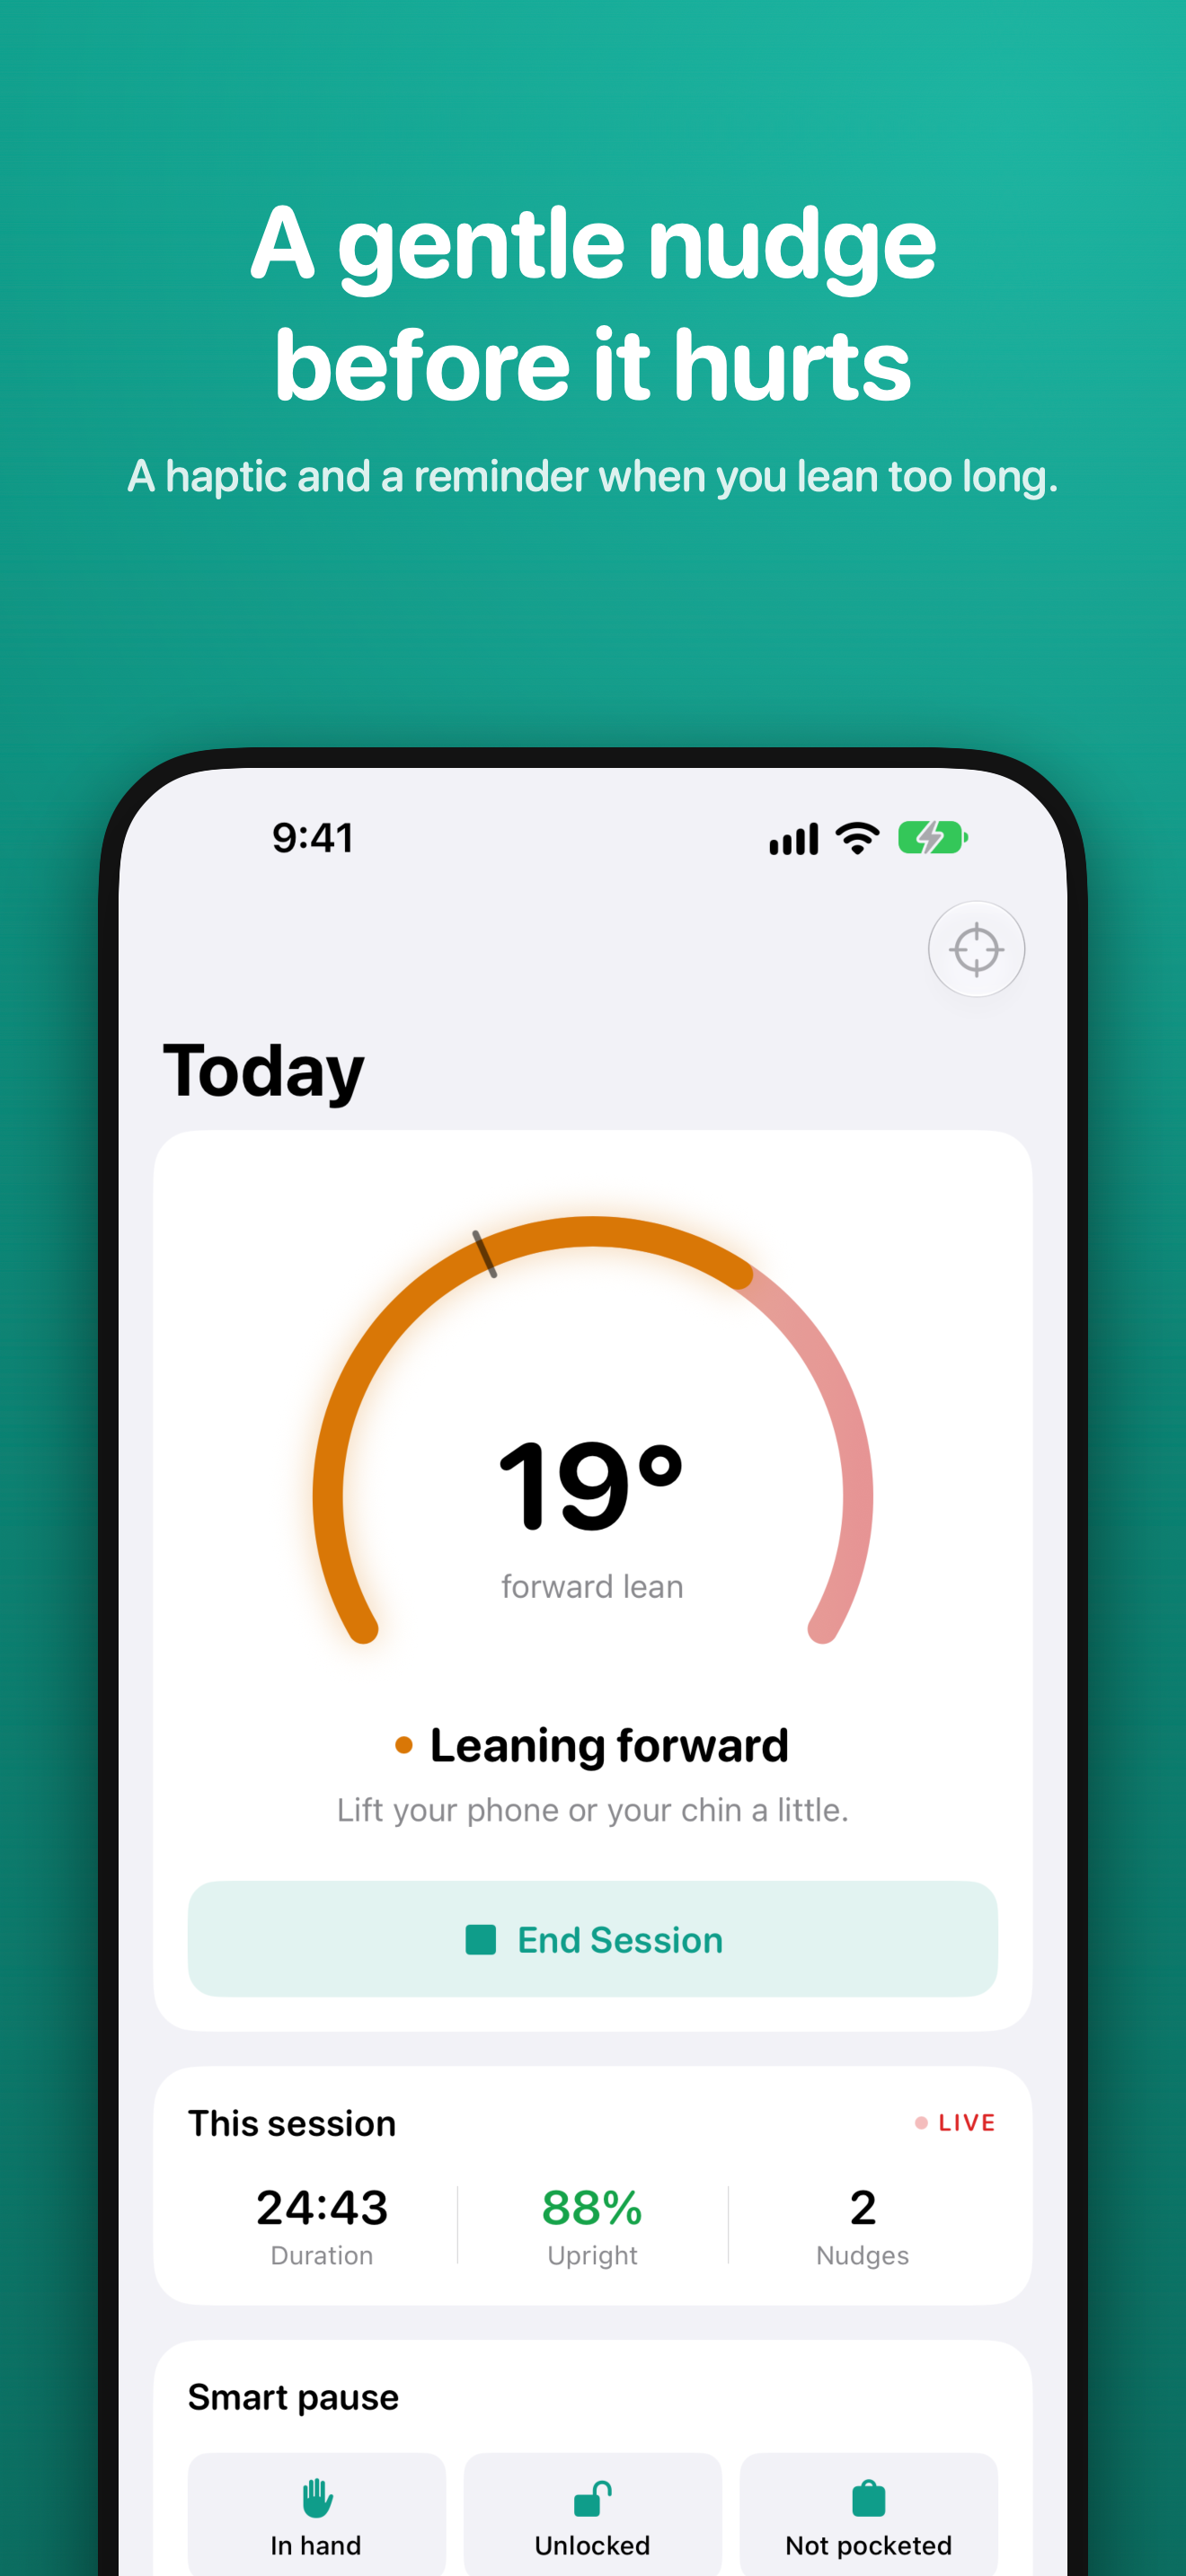 A gentle nudge
before it hurts
A haptic and a reminder when you lean too long.
9:41
Today
19°
forward lean
Leaning forward
Lift your phone or your chin a little.
End Session
This session
LIVE
24:43
88%
2
Duration
Upright
Nudges
Smart pause
In hand
Unlocked
Not pocketed